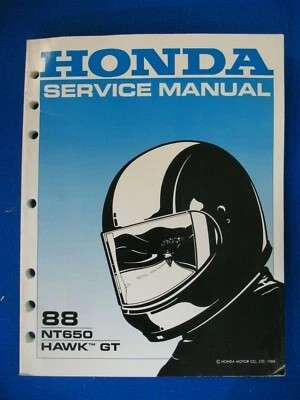 HONDA
SERVICE MANUAL
88
NT650
HAWK™ GT
© HONDA MOTOR CO., LTD. 1988